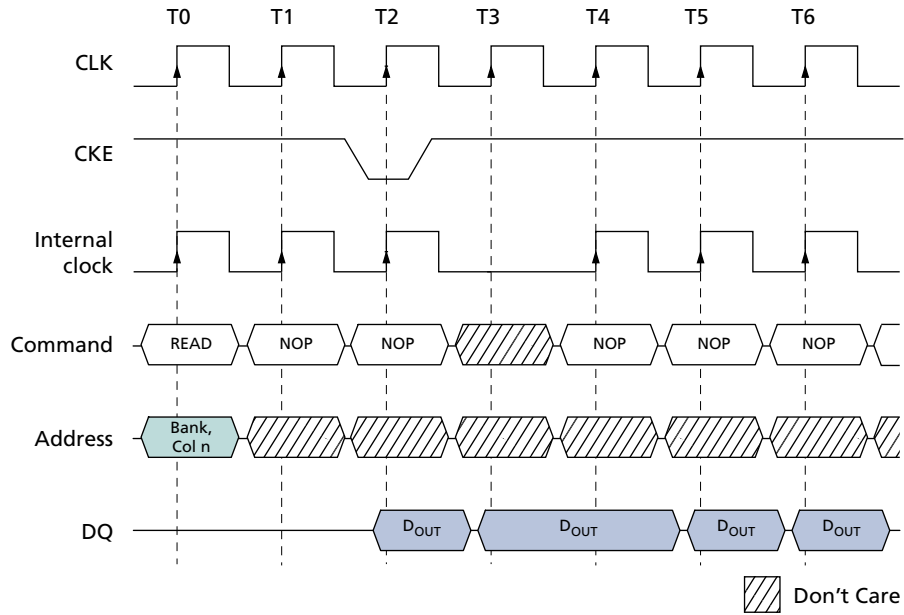 T0 T1 T2 T3 T4 T5 T6
CLK
CKE
Internal
clock
Command READ NOP NOP NOP NOP NOP
Address Bank,
Col n
DQ DOUT DOUT DOUT DOUT
Don't Care